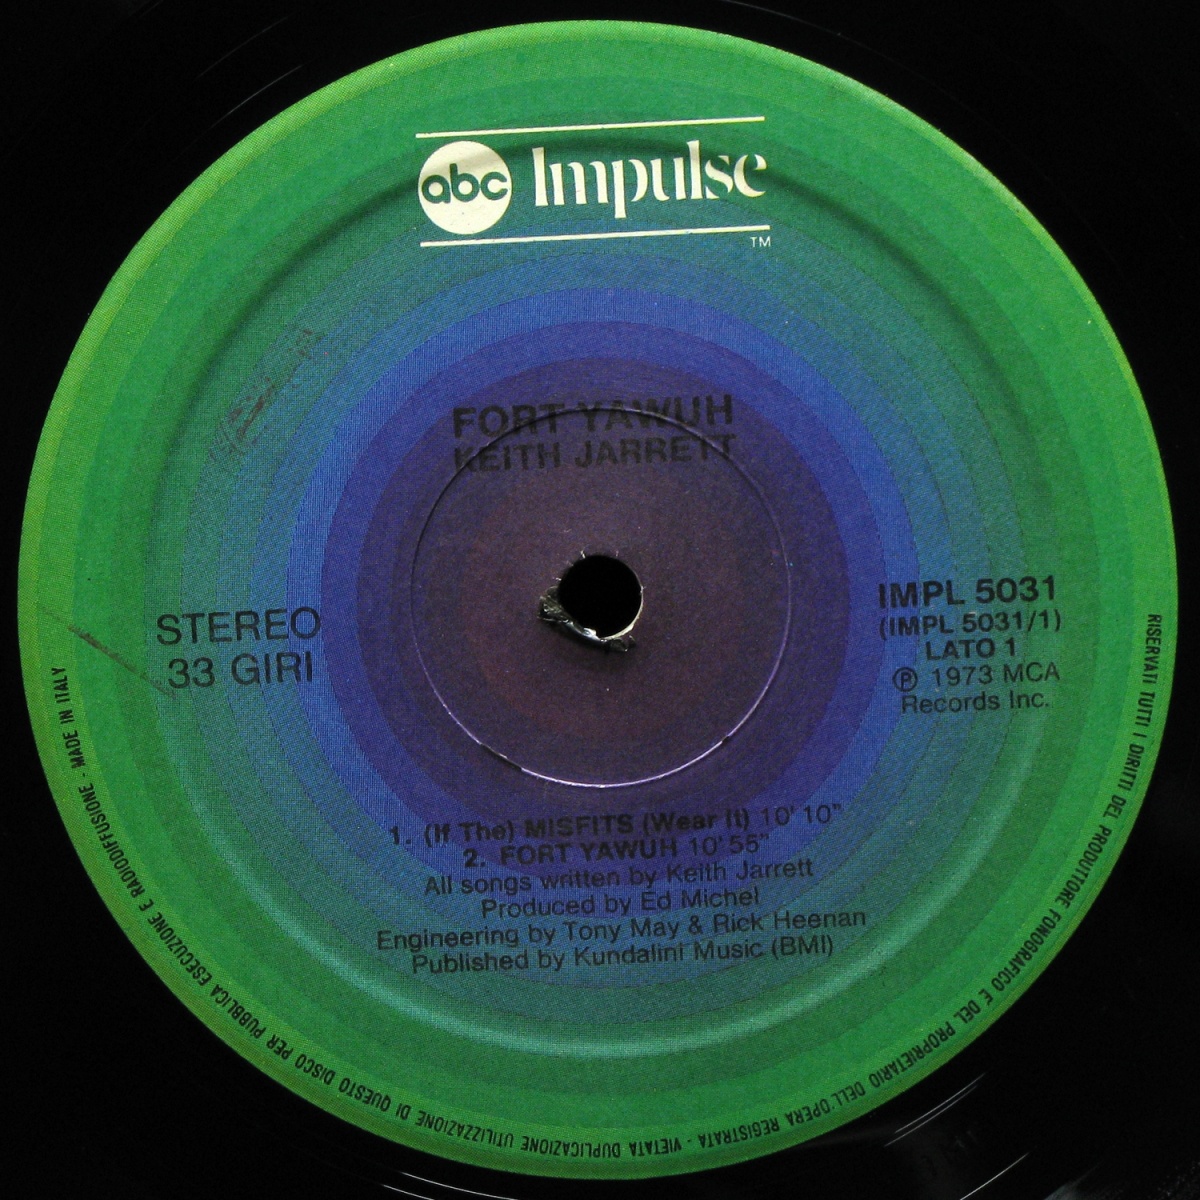 abc Impulse
TM
FORT YAWUH
KEITH JARRETT
STEREO
33 GIRI
IMPL 5031
(IMPL 5031/1)
LATO 1
Ⓟ 1973 MCA
Records Inc.
1. (If The) MISFITS (Wear It) 10' 10"
2. FORT YAWUH 10' 55"
All songs written by Keith Jarrett
Produced by Ed Michel
Engineering by Tony May & Rick Heenan
Published by Kundalini Music (BMI)
RISERVATI TUTTI I DIRITTI DEL PRODUTTORE FONOGRAFICO E DEL PROPRIETARIO DELL'OPERA REGISTRATA - VIETATA DUPLICAZIONE UTILIZZAZIONE DI QUESTO DISCO PER PUBBLICA ESECUZIONE E RADIODIFFUSIONE - MADE IN ITALY